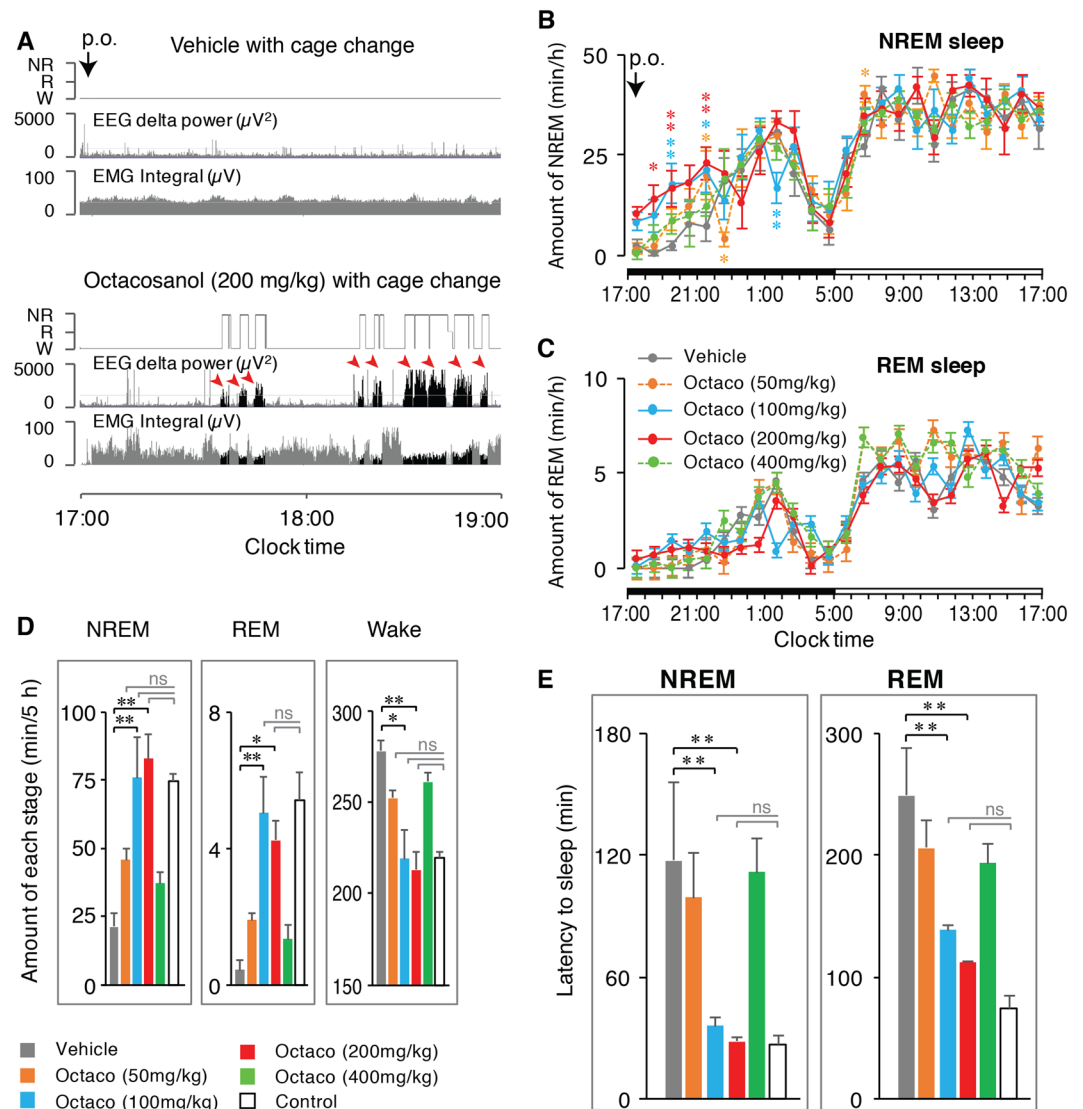 A
p.o.
Vehicle with cage change
NR
R
W
5000
EEG delta power (µV²)
0
100
EMG Integral (µV)
0
Octacosanol (200 mg/kg) with cage change
NR
R
W
EEG delta power (µV²)
5000
0
100
EMG Integral (µV)
0
17:00 18:00 19:00
Clock time
B
NREM sleep
p.o.
Amount of NREM (min/h)
50
25
0
* ** ** ** ** ** * * ** *
17:00 21:00 1:00 5:00 9:00 13:00 17:00
C
REM sleep
Vehicle
Octaco (50mg/kg)
Octaco (100mg/kg)
Octaco (200mg/kg)
Octaco (400mg/kg)
Amount of REM (min/h)
10
5
0
17:00 21:00 1:00 5:00 9:00 13:00 17:00
Clock time
D
NREM REM Wake
Amount of each stage (min/5 h)
ns
**
**
100
75
50
25
0
ns
*
**
8
4
0
**
*
ns
300
250
200
150
Vehicle
Octaco (50mg/kg)
Octaco (100mg/kg)
Octaco (200mg/kg)
Octaco (400mg/kg)
Control
E
NREM REM
Latency to sleep (min)
180
120
60
0
**
**
ns
300
200
100
0
**
**
ns